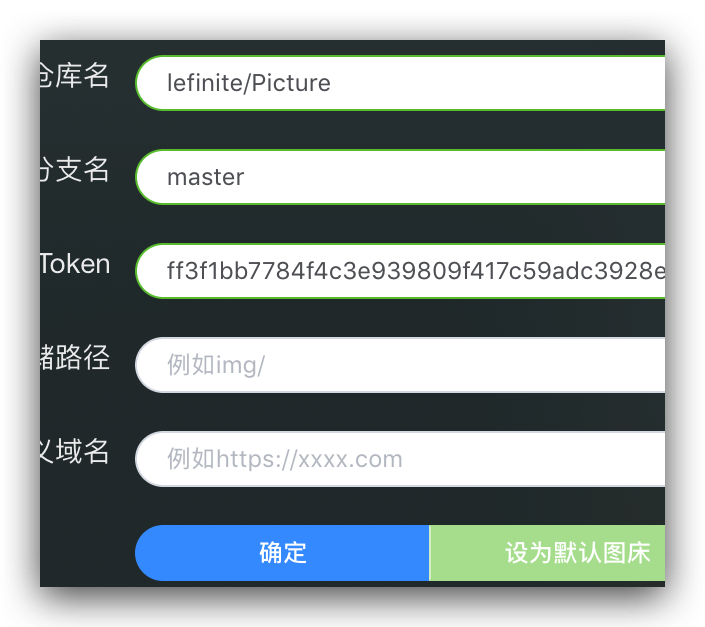 仓库名 lefinite/Picture
分支名 master
Token ff3f1bb7784f4c3e939809f417c59adc3928e
储路径 例如img/
义域名 例如https://xxxx.com
确定 设为默认图床